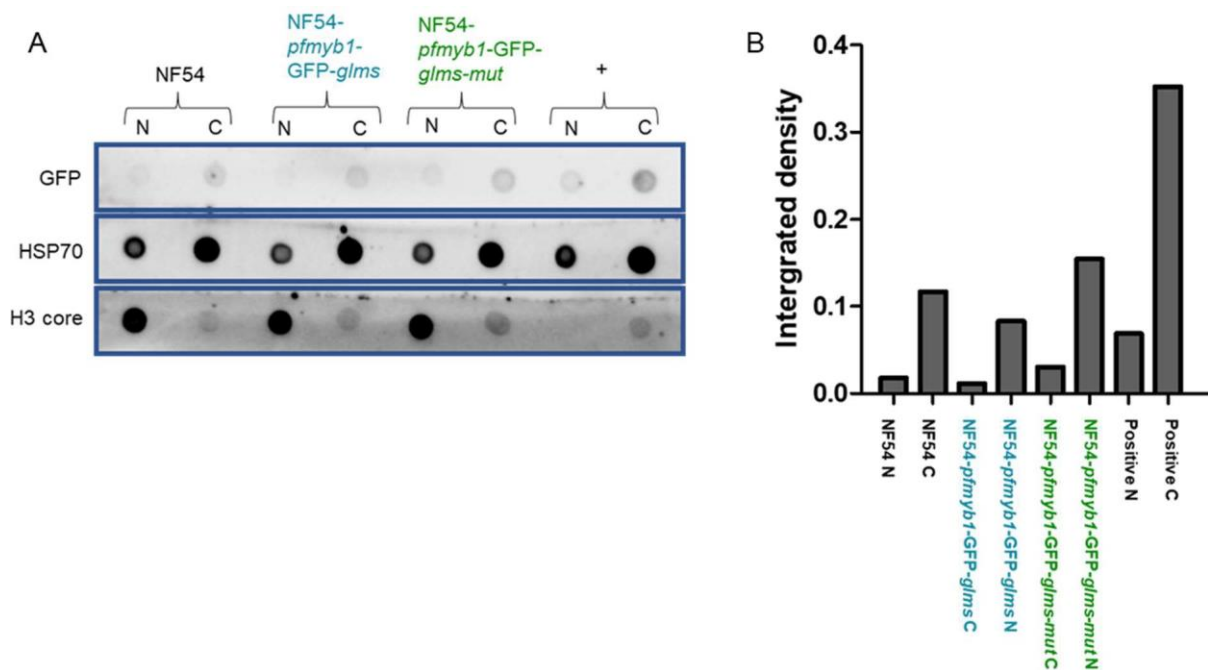 A
NF54
NF54-
pfmyb1-
GFP-glms
NF54-
pfmyb1-GFP-
glms-mut
+
N C N C N C N C
GFP
HSP70
H3 core
B
Intergrated density
0.4
0.3
0.2
0.1
0.0
NF54 N
NF54 C
NF54-pfmyb1-GFP-glms C
NF54-pfmyb1-GFP-glms N
NF54-pfmyb1-GFP-glms-mut C
NF54-pfmyb1-GFP-glms-mut N
Positive N
Positive C